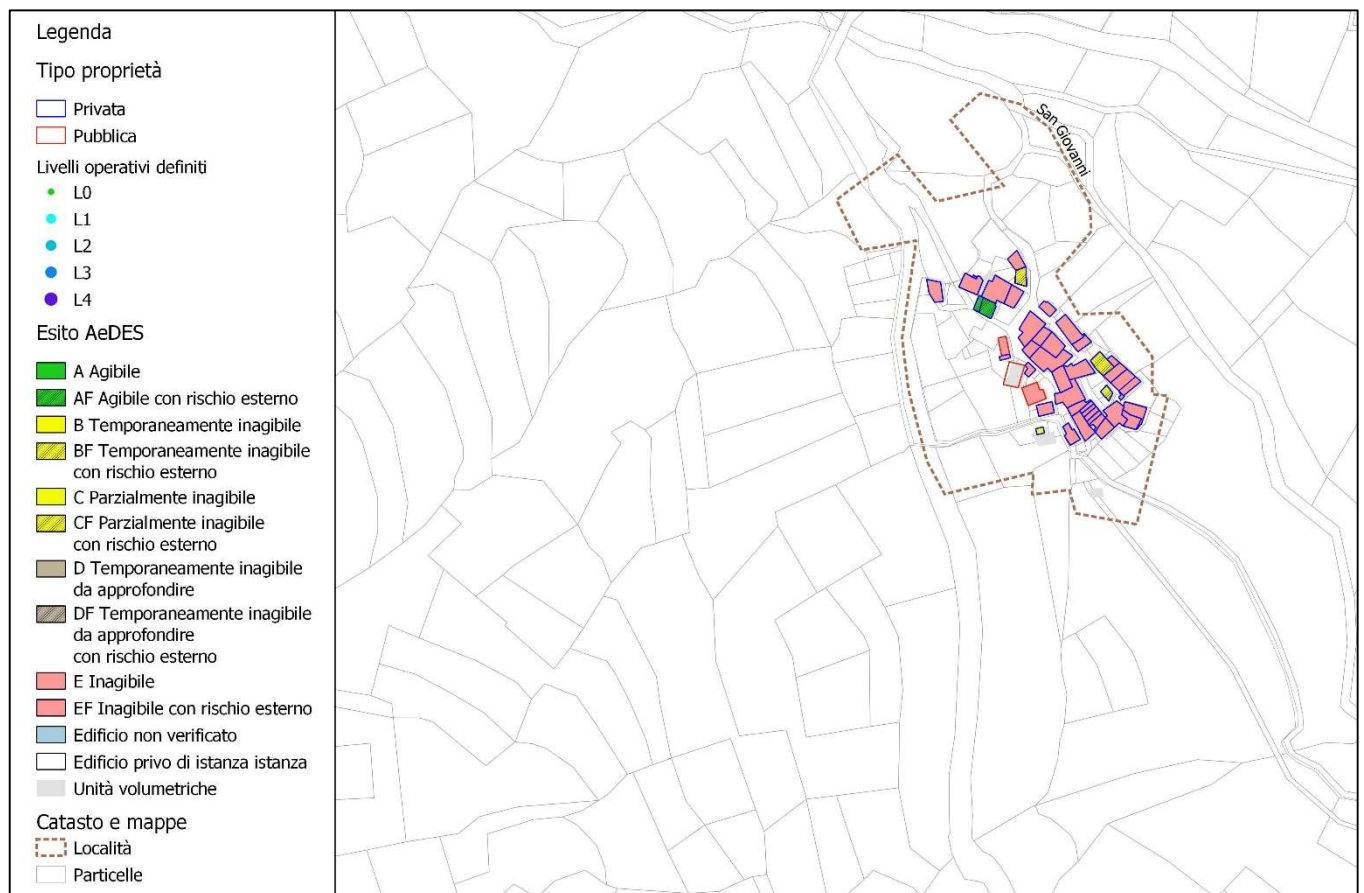 Legenda
Tipo proprietà
Privata
Pubblica
Livelli operativi definiti
L0
L1
L2
L3
L4
Esito AeDES
A Agibile
AF Agibile con rischio esterno
B Temporaneamente inagibile
BF Temporaneamente inagibile
con rischio esterno
C Parzialmente inagibile
CF Parzialmente inagibile
con rischio esterno
D Temporaneamente inagibile
da approfondire
DF Temporaneamente inagibile
da approfondire
con rischio esterno
E Inagibile
EF Inagibile con rischio esterno
Edificio non verificato
Edificio privo di istanza istanza
Unità volumetriche
Catasto e mappe
Località
Particelle
San Giovanni